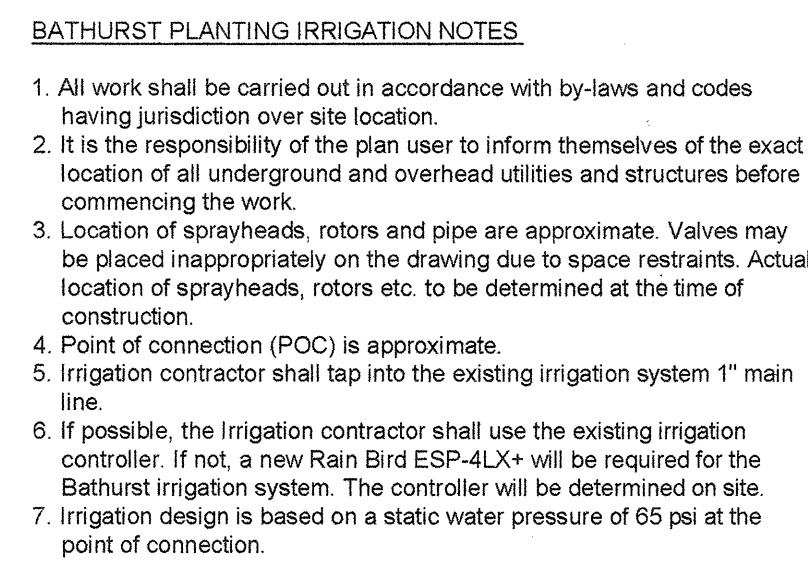 BATHURST PLANTING IRRIGATION NOTES
1. All work shall be carried out in accordance with by-laws and codes
having jurisdiction over site location.
2. It is the responsibility of the plan user to inform themselves of the exact
location of all underground and overhead utilities and structures before
commencing the work.
3. Location of sprayheads, rotors and pipe are approximate. Valves may
be placed inappropriately on the drawing due to space restraints. Actual
location of sprayheads, rotors etc. to be determined at the time of
construction.
4. Point of connection (POC) is approximate.
5. Irrigation contractor shall tap into the existing irrigation system 1" main
line.
6. If possible, the Irrigation contractor shall use the existing irrigation
controller. If not, a new Rain Bird ESP-4LX+ will be required for the
Bathurst irrigation system. The controller will be determined on site.
7. Irrigation design is based on a static water pressure of 65 psi at the
point of connection.